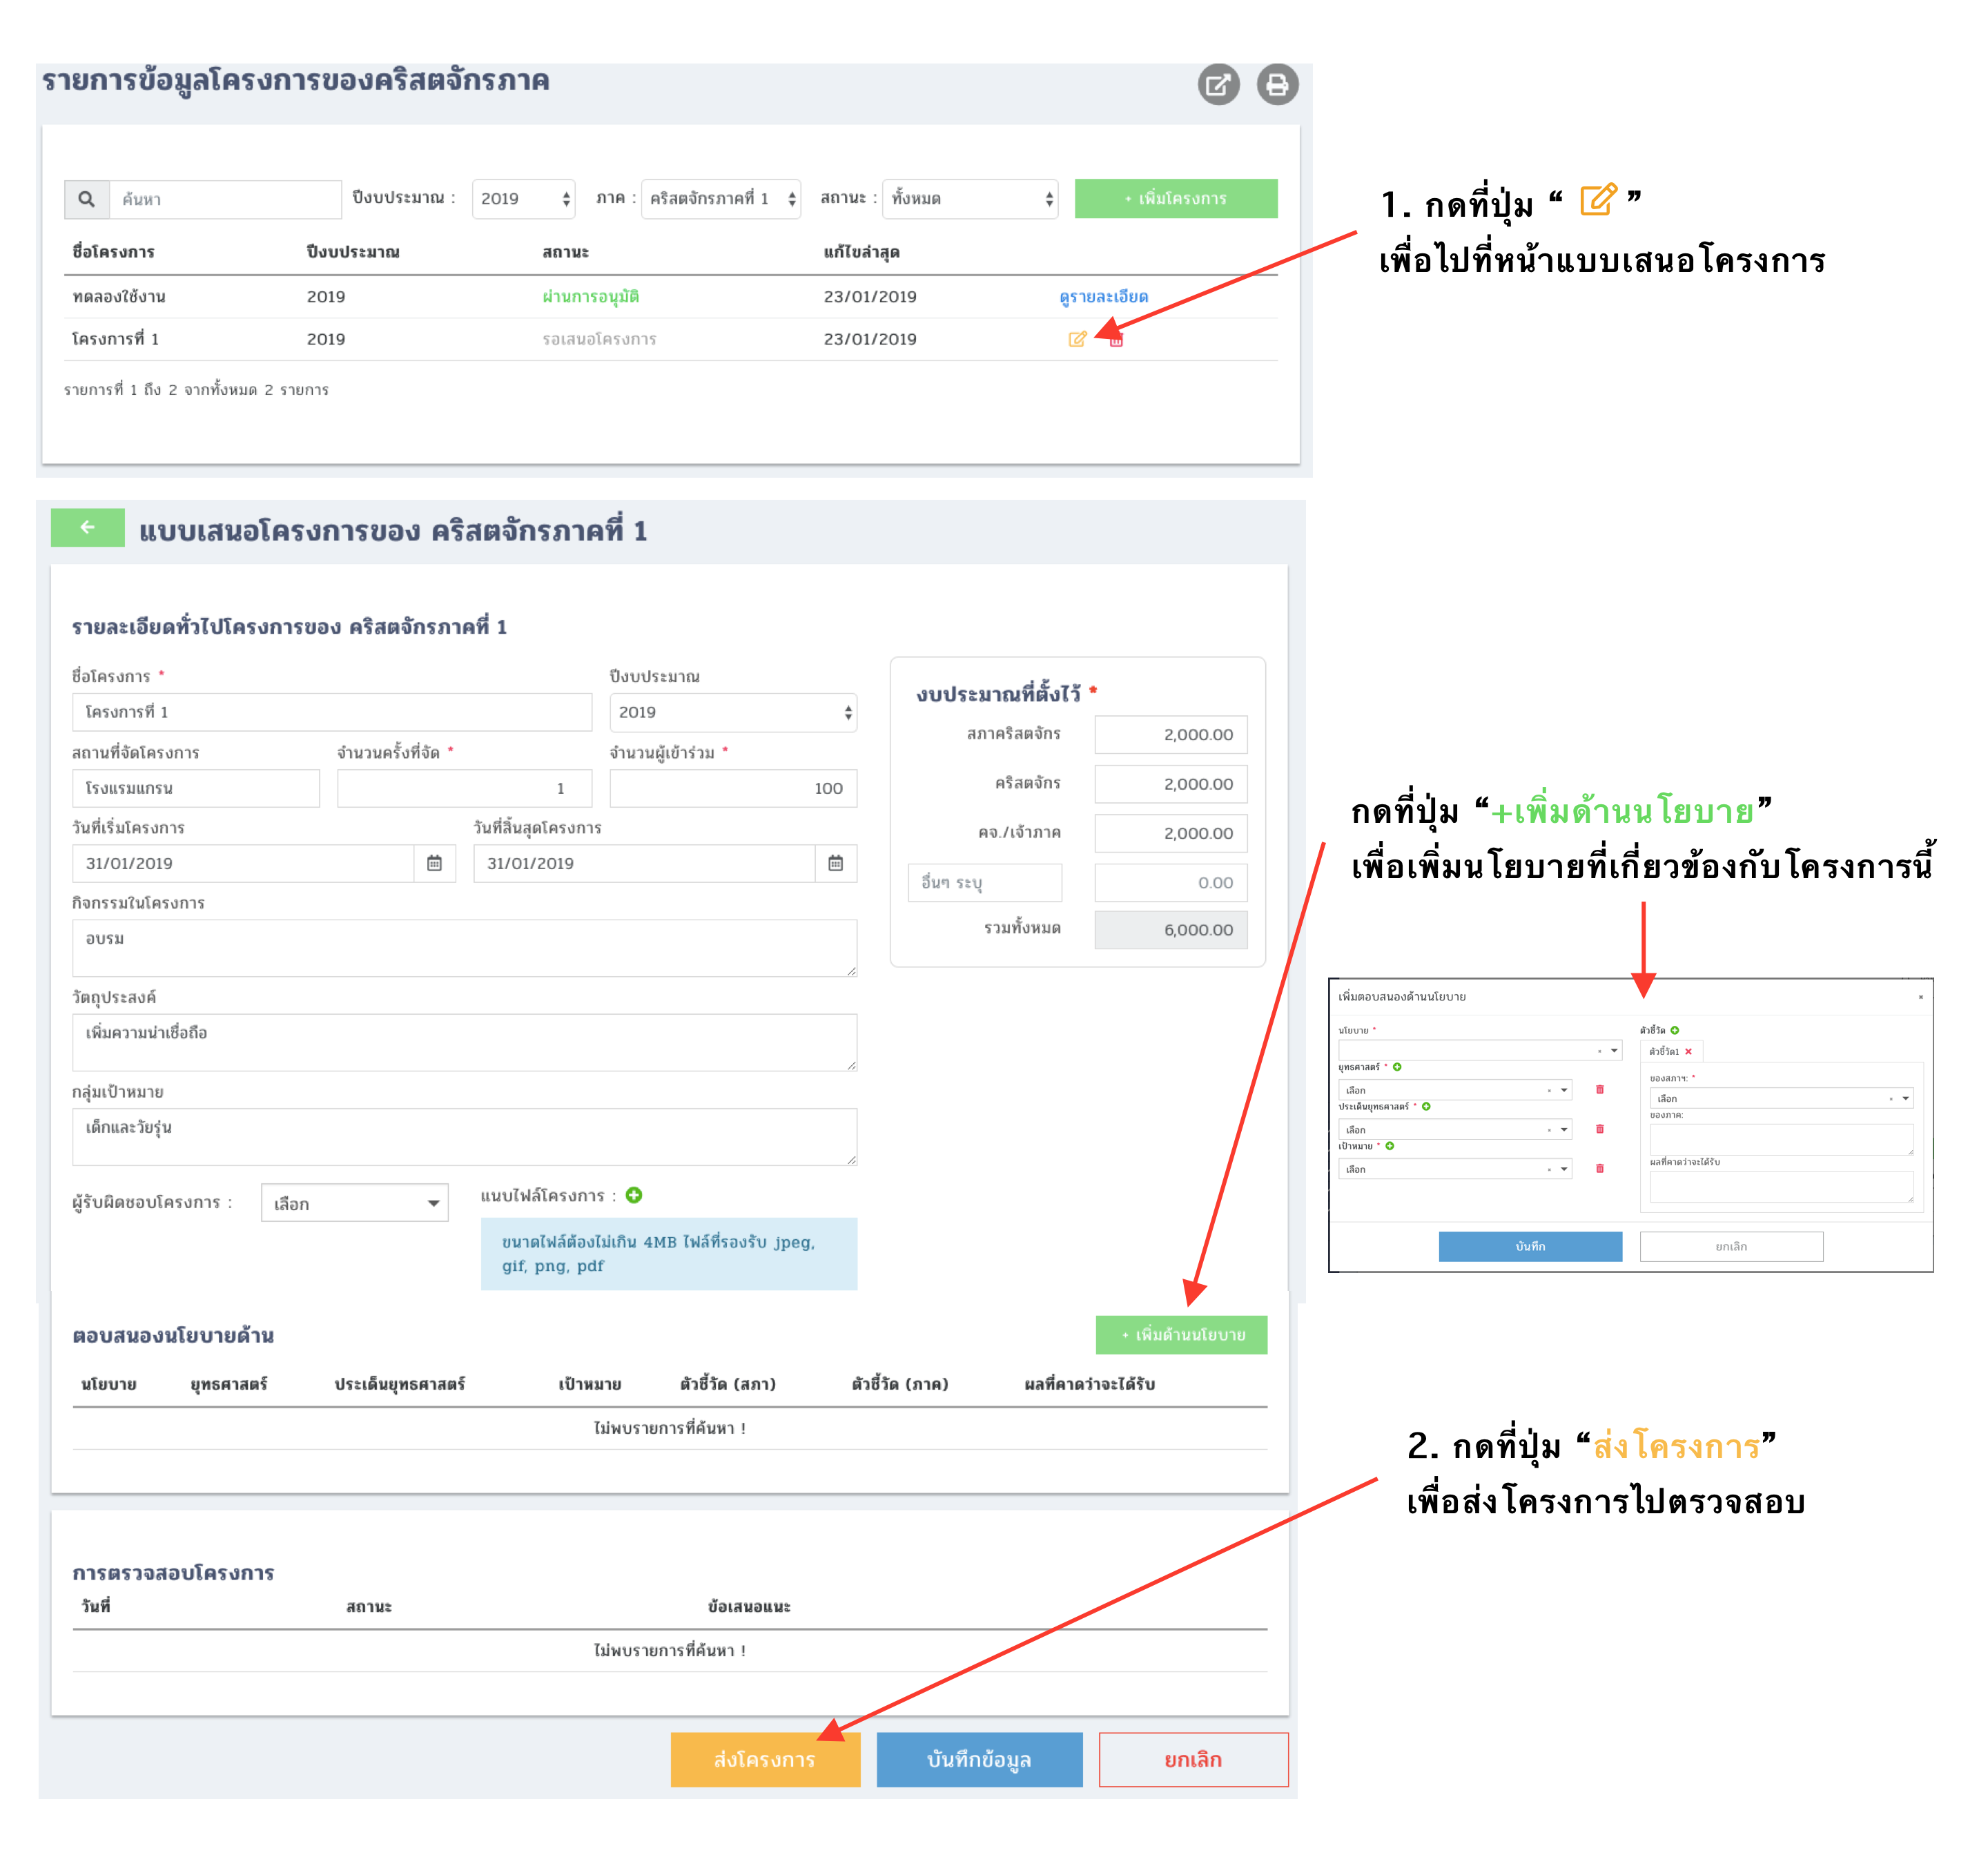 รายการข้อมูลโครงการของคริสตจักรภาค
ค้นหา ปีงบประมาณ : 2019 ภาค : คริสตจักรภาคที่ 1 สถานะ : ทั้งหมด + เพิ่มโครงการ
ชื่อโครงการ ปีงบประมาณ สถานะ แก้ไขล่าสุด
ทดลองใช้งาน 2019 ผ่านการอนุมัติ 23/01/2019 ดูรายละเอียด
โครงการที่ 1 2019 รอเสนอโครงการ 23/01/2019
รายการที่ 1 ถึง 2 จากทั้งหมด 2 รายการ
1. กดที่ปุ่ม “ ”
เพื่อไปที่หน้าแบบเสนอโครงการ
แบบเสนอโครงการของ คริสตจักรภาคที่ 1
รายละเอียดทั่วไปโครงการของ คริสตจักรภาคที่ 1
ชื่อโครงการ * ปีงบประมาณ
โครงการที่ 1 2019
สถานที่จัดโครงการ จำนวนครั้งที่จัด * จำนวนผู้เข้าร่วม *
โรงแรมแกรน 1 100
วันที่เริ่มโครงการ วันที่สิ้นสุดโครงการ
31/01/2019 31/01/2019
กิจกรรมในโครงการ
อบรม
วัตถุประสงค์
เพิ่มความน่าเชื่อถือ
กลุ่มเป้าหมาย
เด็กและวัยรุ่น
ผู้รับผิดชอบโครงการ : เลือก แนบไฟล์โครงการ :
ขนาดไฟล์ต้องไม่เกิน 4MB ไฟล์ที่รองรับ jpeg,
gif, png, pdf
งบประมาณที่ตั้งไว้ *
สภาคริสตจักร 2,000.00
คริสตจักร 2,000.00
คจ./เจ้าภาค 2,000.00
อื่นๆ ระบุ 0.00
รวมทั้งหมด 6,000.00
กดที่ปุ่ม “+เพิ่มด้านนโยบาย”
เพื่อเพิ่มนโยบายที่เกี่ยวข้องกับโครงการนี้
เพิ่มตอบสนองด้านนโยบาย ×
นโยบาย *
ยุทธศาสตร์ *
เลือก
ประเด็นยุทธศาสตร์ *
เลือก
เป้าหมาย *
เลือก
ตัวชี้วัด
ตัวชี้วัด1
ของสภาฯ: *
เลือก
ของภาค:
ผลที่คาดว่าจะได้รับ
บันทึก ยกเลิก
ตอบสนองนโยบายด้าน + เพิ่มด้านนโยบาย
นโยบาย ยุทธศาสตร์ ประเด็นยุทธศาสตร์ เป้าหมาย ตัวชี้วัด (สภา) ตัวชี้วัด (ภาค) ผลที่คาดว่าจะได้รับ
ไม่พบรายการที่ค้นหา !
2. กดที่ปุ่ม “ส่งโครงการ”
เพื่อส่งโครงการไปตรวจสอบ
การตรวจสอบโครงการ
วันที่ สถานะ ข้อเสนอแนะ
ไม่พบรายการที่ค้นหา !
ส่งโครงการ บันทึกข้อมูล ยกเลิก